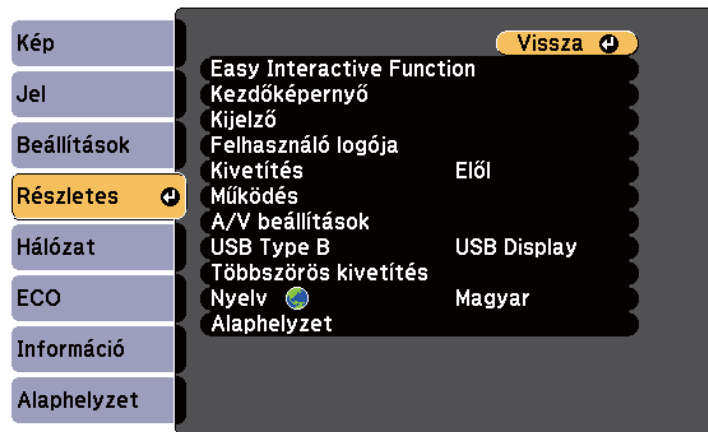 Kép
Jel
Beállítások
Részletes
Hálózat
ECO
Információ
Alaphelyzet
Vissza
Easy Interactive Function
Kezdőképernyő
Kijelző
Felhasználó logója
Kivetítés Elől
Működés
A/V beállítások
USB Type B USB Display
Többszörös kivetítés
Nyelv Magyar
Alaphelyzet